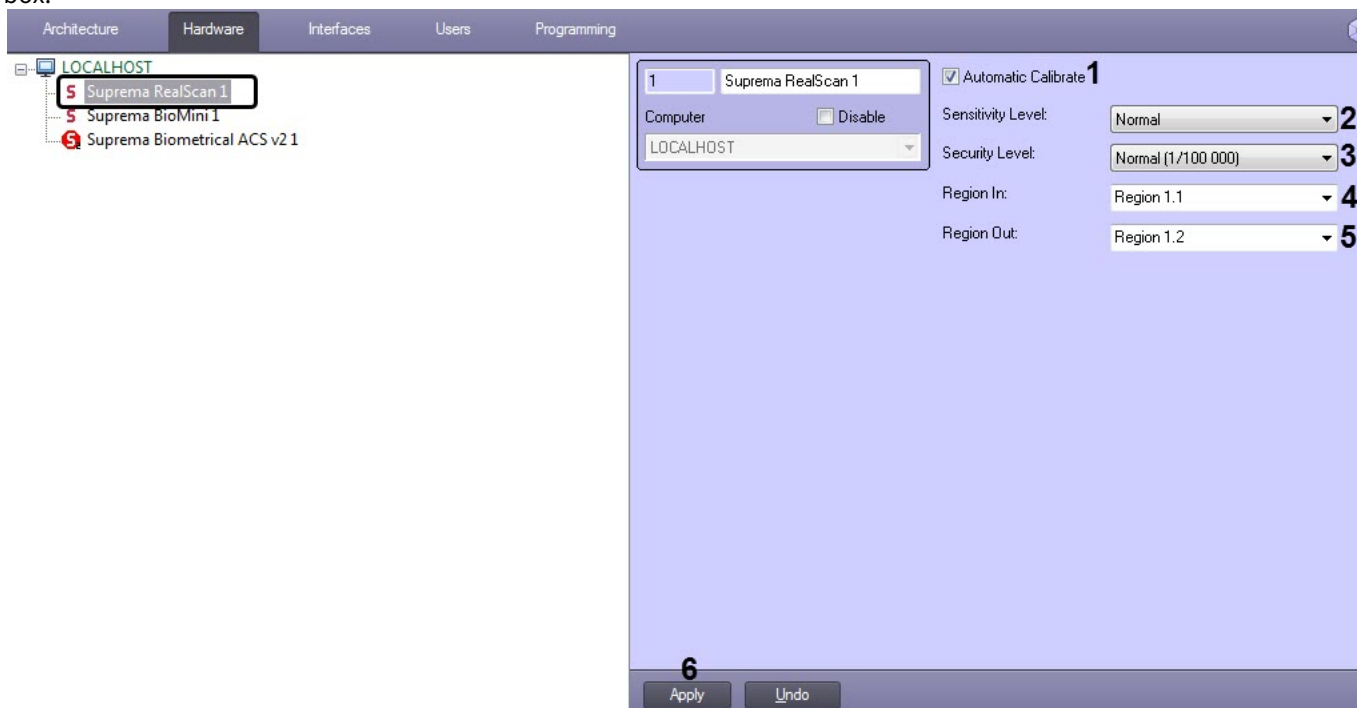 box.
Architecture Hardware Interfaces Users Programming
LOCALHOST
S Suprema RealScan 1
S Suprema BioMini 1
S Suprema Biometrical ACS v2 1
1 Suprema RealScan 1
Computer Disable
LOCALHOST
Automatic Calibrate 1
Sensitivity Level: Normal 2
Security Level: Normal (1/100 000) 3
Region In: Region 1.1 4
Region Out: Region 1.2 5
6
Apply Undo